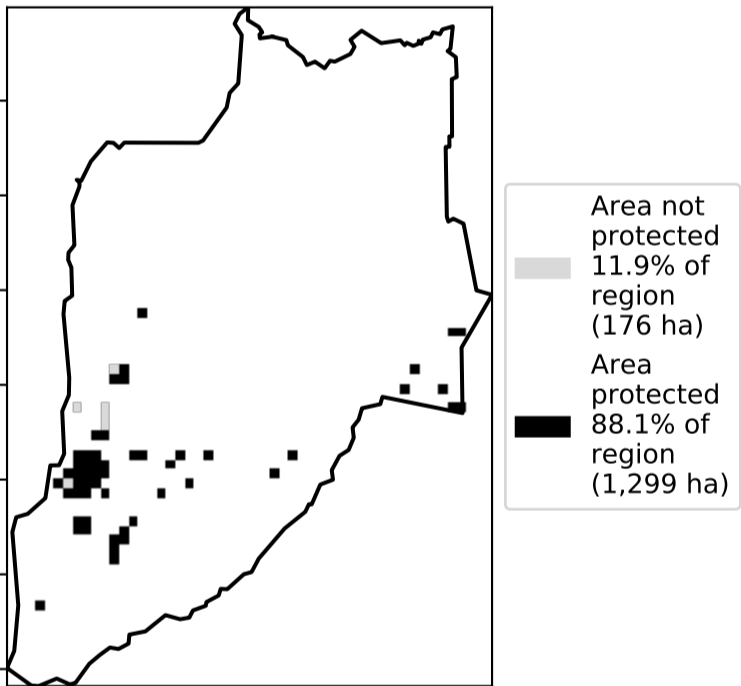 Area not
protected
11.9% of
region
(176 ha)
Area
protected
88.1% of
region
(1,299 ha)